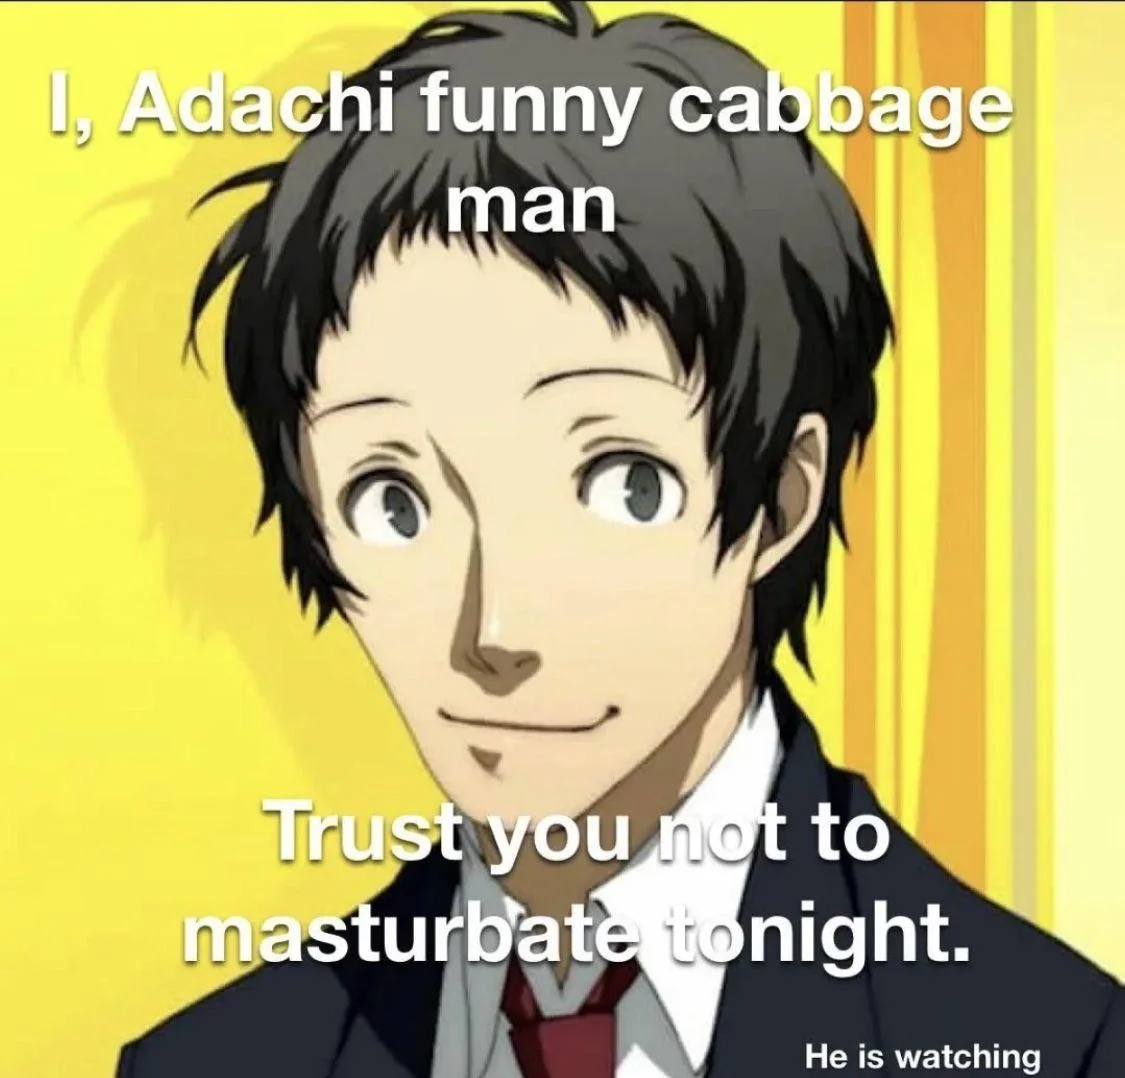 I, Adachi funny cabbage
man
Trust you not to
masturbate tonight.
He is watching